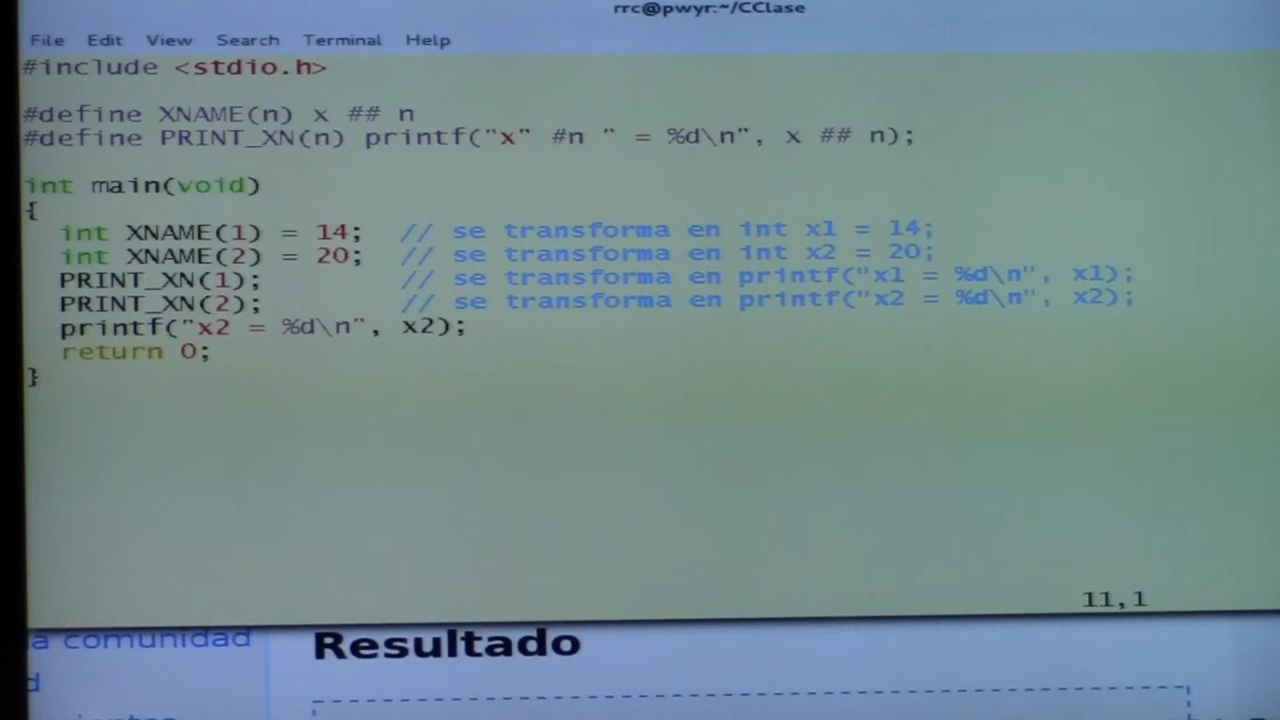 rrc@pwyr:~/CClase
File Edit View Search Terminal Help
#include <stdio.h>
#define XNAME(n) x ## n
#define PRINT_XN(n) printf("x" #n " = %d\n", x ## n);
int main(void)
{
int XNAME(1) = 14; // se transforma en int x1 = 14;
int XNAME(2) = 20; // se transforma en int x2 = 20;
PRINT_XN(1); // se transforma en printf("x1 = %d\n", x1);
PRINT_XN(2); // se transforma en printf("x2 = %d\n", x2);
printf("x2 = %d\n", x2);
return 0;
}
11,1
a comunidad
Resultado
d